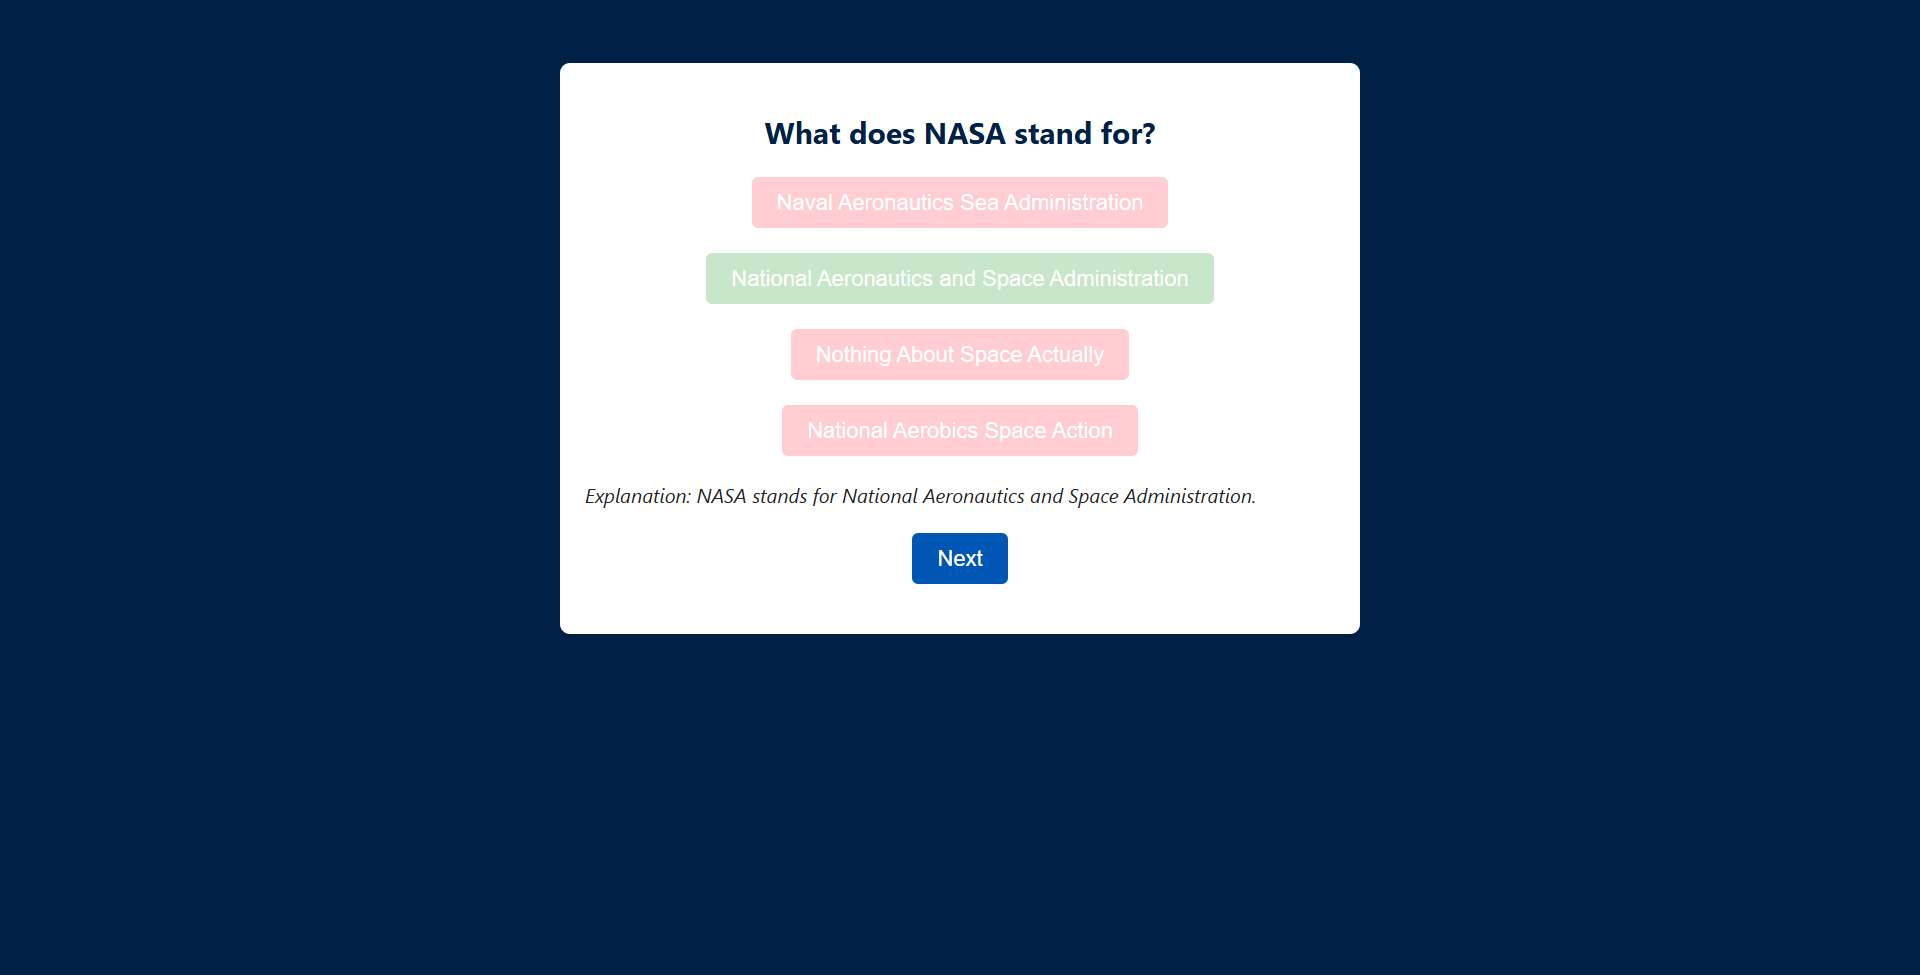 What does NASA stand for?
Naval Aeronautics Sea Administration
National Aeronautics and Space Administration
Nothing About Space Actually
National Aerobics Space Action
Explanation: NASA stands for National Aeronautics and Space Administration.
Next